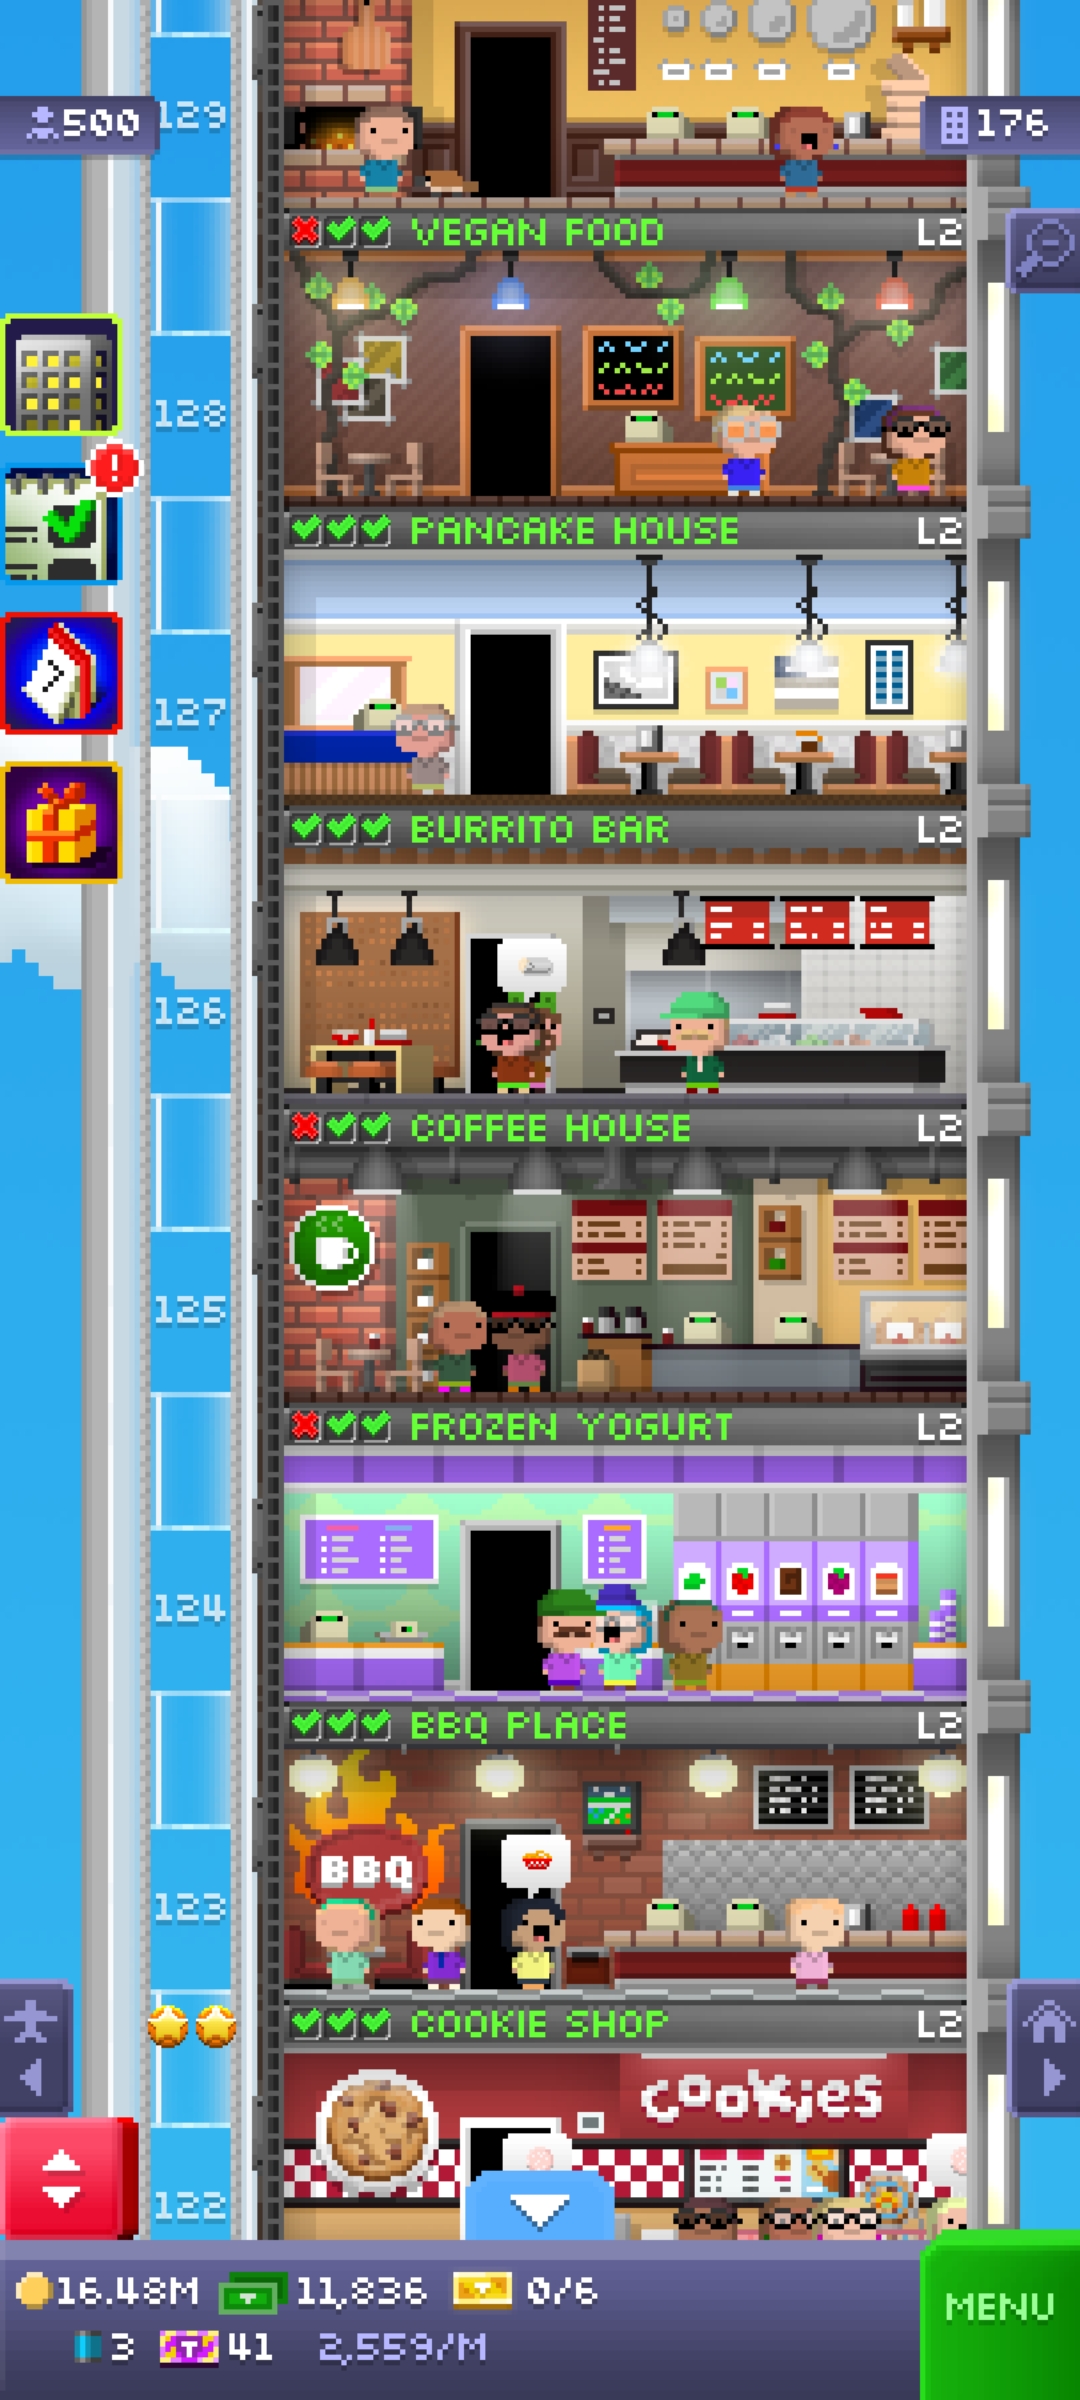 129
500
176
VEGAN FOOD L2
128
PANCAKE HOUSE L2
127
BURRITO BAR L2
126
COFFEE HOUSE L2
125
FROZEN YOGURT L2
124
BBQ PLACE L2
BBQ
123
COOKIE SHOP L2
cookies
122
16.48M 11,836 0/6
3 41 2,559/M
MENU